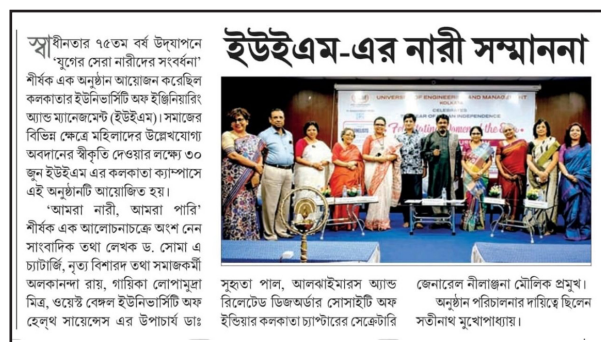 ইউইএম-এর নারী সম্মাননা
স্বাধীনতার ৭৫তম বর্ষ উদ্‌যাপনে
‘যুগের সেরা নারীদের সংবর্ধনা’
শীর্ষক এক অনুষ্ঠান আয়োজন করেছিল
কলকাতার ইউনিভার্সিটি অফ ইঞ্জিনিয়ারিং
অ্যান্ড ম্যানেজমেন্ট (ইউইএম)। সমাজের
বিভিন্ন ক্ষেত্রে মহিলাদের উল্লেখযোগ্য
অবদানের স্বীকৃতি দেওয়ার লক্ষ্যে ৩০
জুন ইউইএম এর কলকাতা ক্যাম্পাসে
এই অনুষ্ঠানটি আয়োজিত হয়।
‘আমরা নারী, আমরা পারি’
শীর্ষক এক আলোচনাচক্রে অংশ নেন
সাংবাদিক তথা লেখক ড. সোমা এ
চ্যাটার্জি, নৃত্য বিশারদ তথা সমাজকর্মী
অলকানন্দা রায়, গায়িকা লোপামুদ্রা
মিত্র, ওয়েস্ট বেঙ্গল ইউনিভার্সিটি অফ
হেল্‌থ সায়েন্সেস এর উপাচার্য ডাঃ
UNIVERSITY OF ENGINEERING AND MANAGEMENT
KOLKATA
CELEBRATES
INDEPENDENCE
সুহৃতা পাল, আলঝাইমারস অ্যান্ড
রিলেটেড ডিজঅর্ডার সোসাইটি অফ
ইন্ডিয়ার কলকাতা চ্যাপ্টারের সেক্রেটারি
জেনারেল নীলাঞ্জনা মৌলিক প্রমুখ।
অনুষ্ঠান পরিচালনার দায়িত্বে ছিলেন
সতীনাথ মুখোপাধ্যায়।